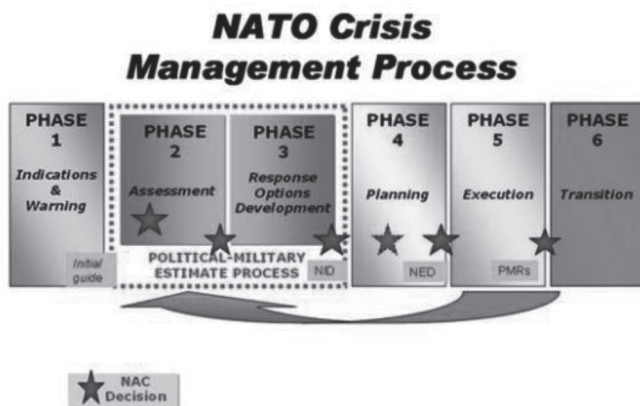 NATO Crisis
Management Process
PHASE
1
Indications
&
Warning
Initial
guide
PHASE
2
Assessment
PHASE
3
Response
Options
Development
POLITICAL-MILITARY
ESTIMATE PROCESS
NID
PHASE
4
Planning
NED
PHASE
5
Execution
PMRs
PHASE
6
Transition
NAC
Decision